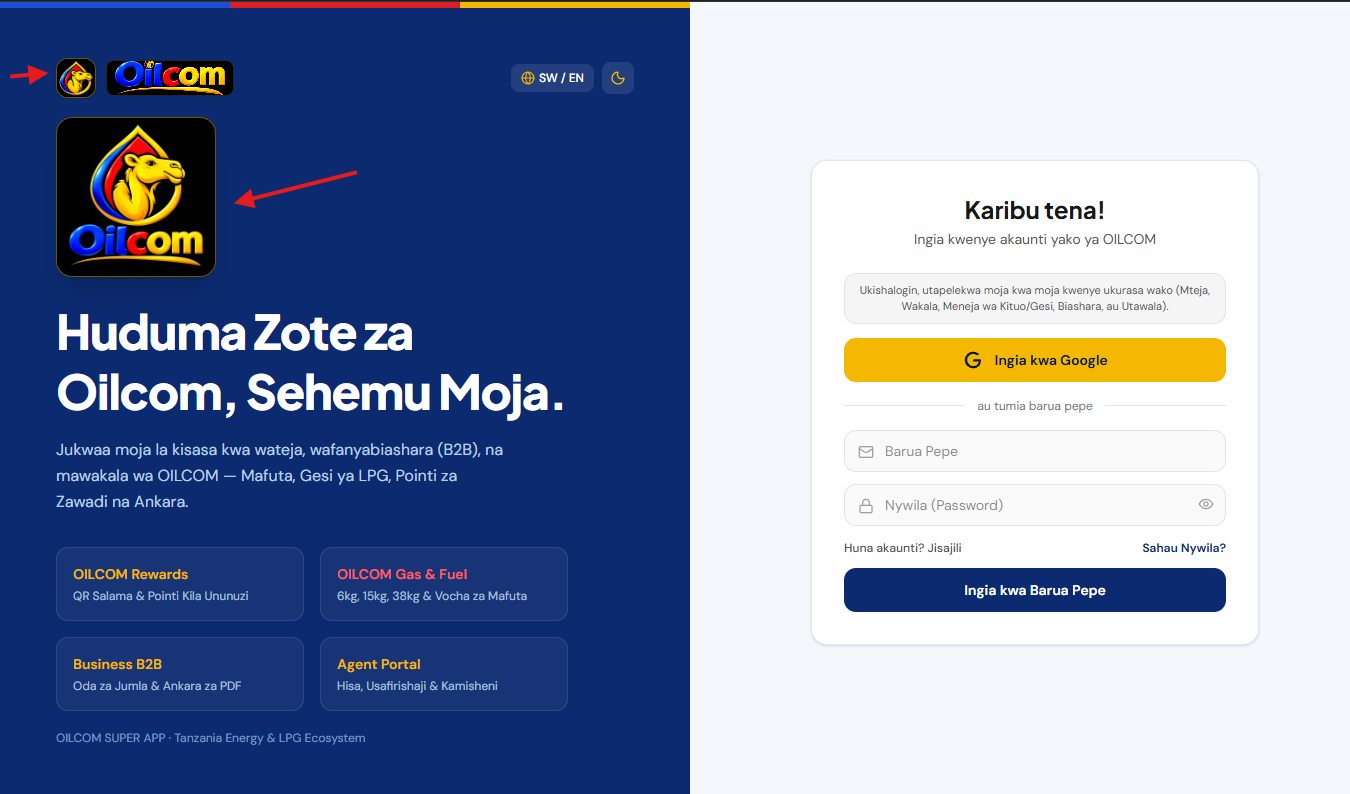 Oilcom
SW / EN
Oilcom
Huduma Zote za
Oilcom, Sehemu Moja.
Jukwaa moja la kisasa kwa wateja, wafanyabiashara (B2B), na
mawakala wa OILCOM — Mafuta, Gesi ya LPG, Pointi za
Zawadi na Ankara.
OILCOM Rewards
QR Salama & Pointi Kila Ununuzi
OILCOM Gas & Fuel
6kg, 15kg, 38kg & Vocha za Mafuta
Business B2B
Oda za Jumla & Ankara za PDF
Agent Portal
Hisa, Usafirishaji & Kamisheni
OILCOM SUPER APP · Tanzania Energy & LPG Ecosystem
Karibu tena!
Ingia kwenye akaunti yako ya OILCOM
Ukishalogin, utapelekwa moja kwa moja kwenye ukurasa wako (Mteja,
Wakala, Meneja wa Kituo/Gesi, Biashara, au Utawala).
Ingia kwa Google
au tumia barua pepe
Barua Pepe
Nywila (Password)
Huna akaunti? Jisajili
Sahau Nywila?
Ingia kwa Barua Pepe